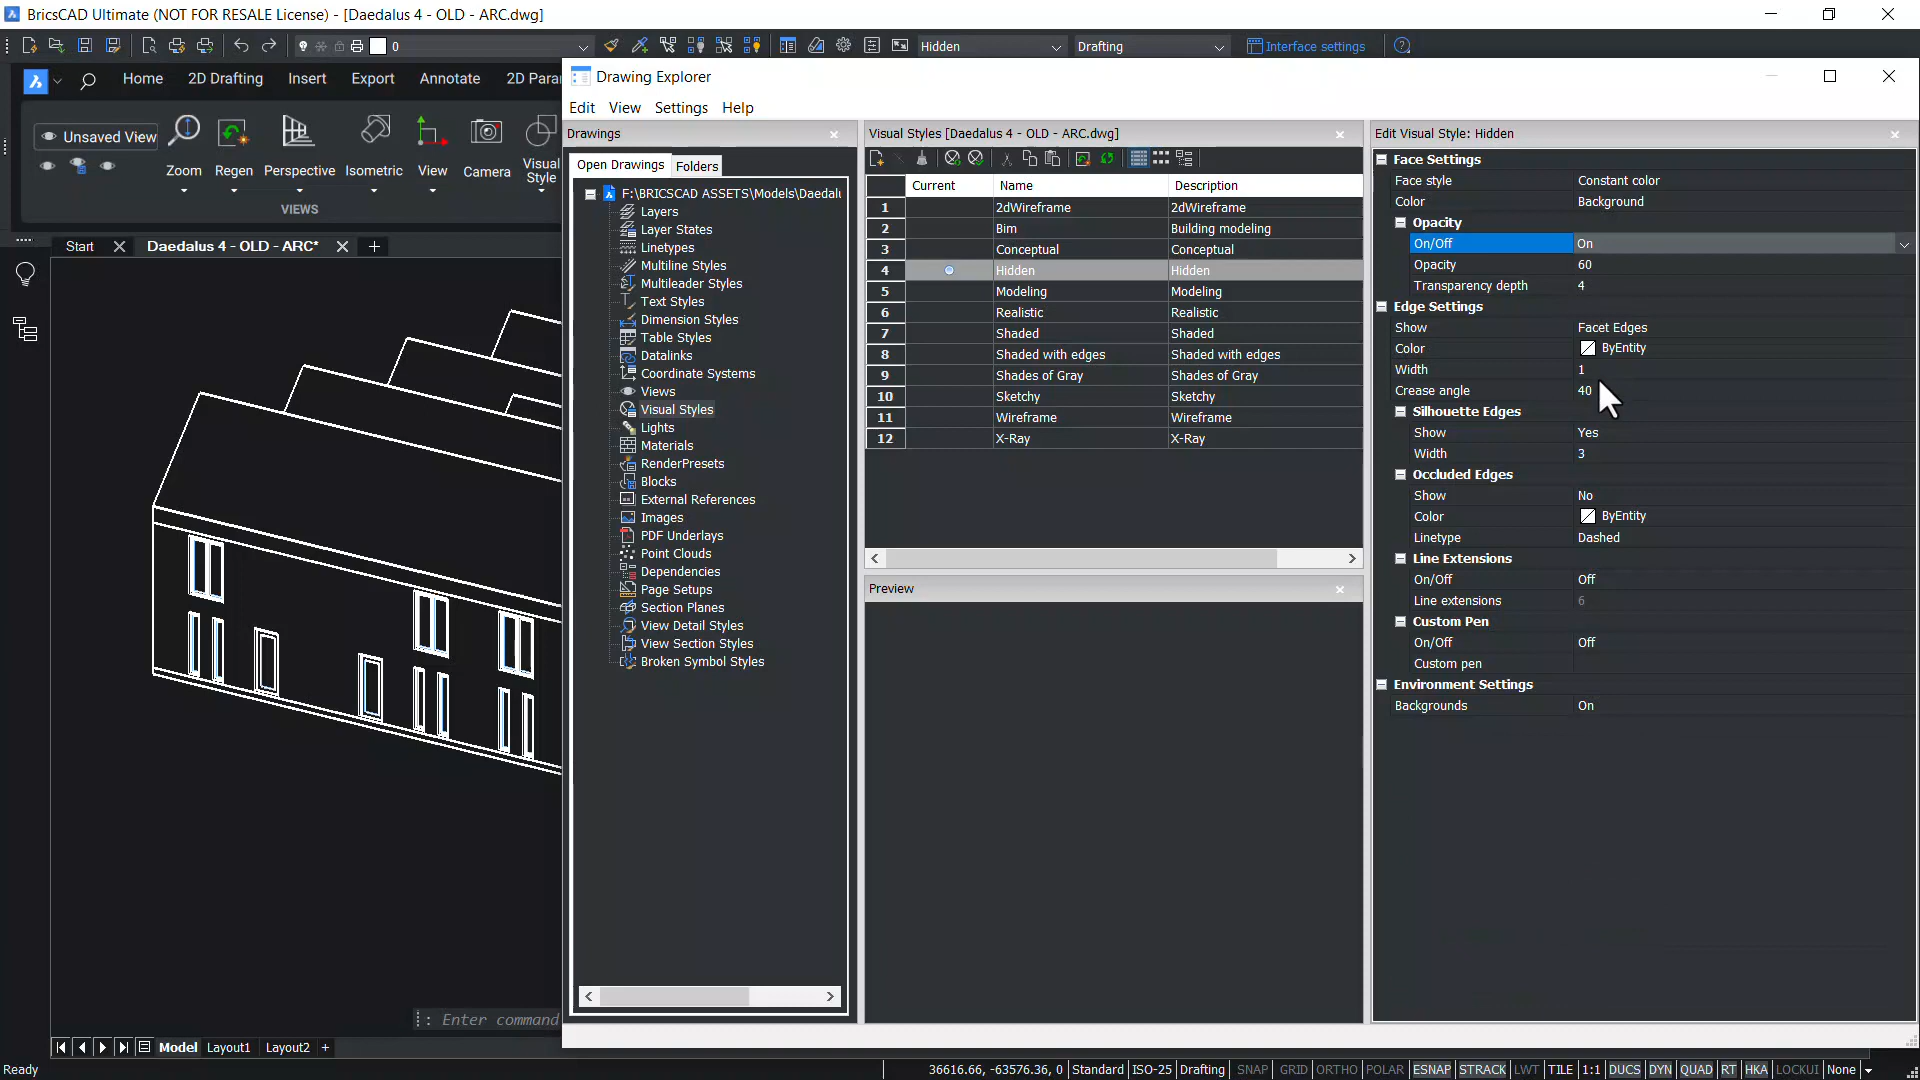 BricsCAD Ultimate (NOT FOR RESALE License) - [Daedalus 4 - OLD - ARC.dwg]
0
Hidden
Drafting
Interface settings
Home
2D Drafting
Insert
Export
Annotate
2D Para
Unsaved View
Zoom
Regen
Perspective
Isometric
View
Camera
Visual
Style
VIEWS
Start
Daedalus 4 - OLD - ARC*
Drawing Explorer
Edit View Settings Help
Drawings
Open Drawings
Folders
F:\BRICSCAD ASSETS\Models\Daedalu
Layers
Layer States
Linetypes
Multiline Styles
Multileader Styles
Text Styles
Dimension Styles
Table Styles
Datalinks
Coordinate Systems
Views
Visual Styles
Lights
Materials
RenderPresets
Blocks
External References
Images
PDF Underlays
Point Clouds
Dependencies
Page Setups
Section Planes
View Detail Styles
View Section Styles
Broken Symbol Styles
Visual Styles [Daedalus 4 - OLD - ARC.dwg]
Current Name Description
1 2dWireframe 2dWireframe
2 Bim Building modeling
3 Conceptual Conceptual
4 Hidden Hidden
5 Modeling Modeling
6 Realistic Realistic
7 Shaded Shaded
8 Shaded with edges Shaded with edges
9 Shades of Gray Shades of Gray
10 Sketchy Sketchy
11 Wireframe Wireframe
12 X-Ray X-Ray
Preview
Edit Visual Style: Hidden
Face Settings
Face style Constant color
Color Background
Opacity
On/Off On
Opacity 60
Transparency depth 4
Edge Settings
Show Facet Edges
Color ByEntity
Width 1
Crease angle 40
Silhouette Edges
Show Yes
Width 3
Occluded Edges
Show No
Color ByEntity
Linetype Dashed
Line Extensions
On/Off Off
Line extensions 6
Custom Pen
On/Off Off
Custom pen
Environment Settings
Backgrounds On
: Enter command
Model Layout1 Layout2 +
Ready
36616.66, -63576.36, 0 Standard ISO-25 Drafting SNAP GRID ORTHO POLAR ESNAP STRACK LWT TILE 1:1 DUCS DYN QUAD RT HKA LOCKUI None